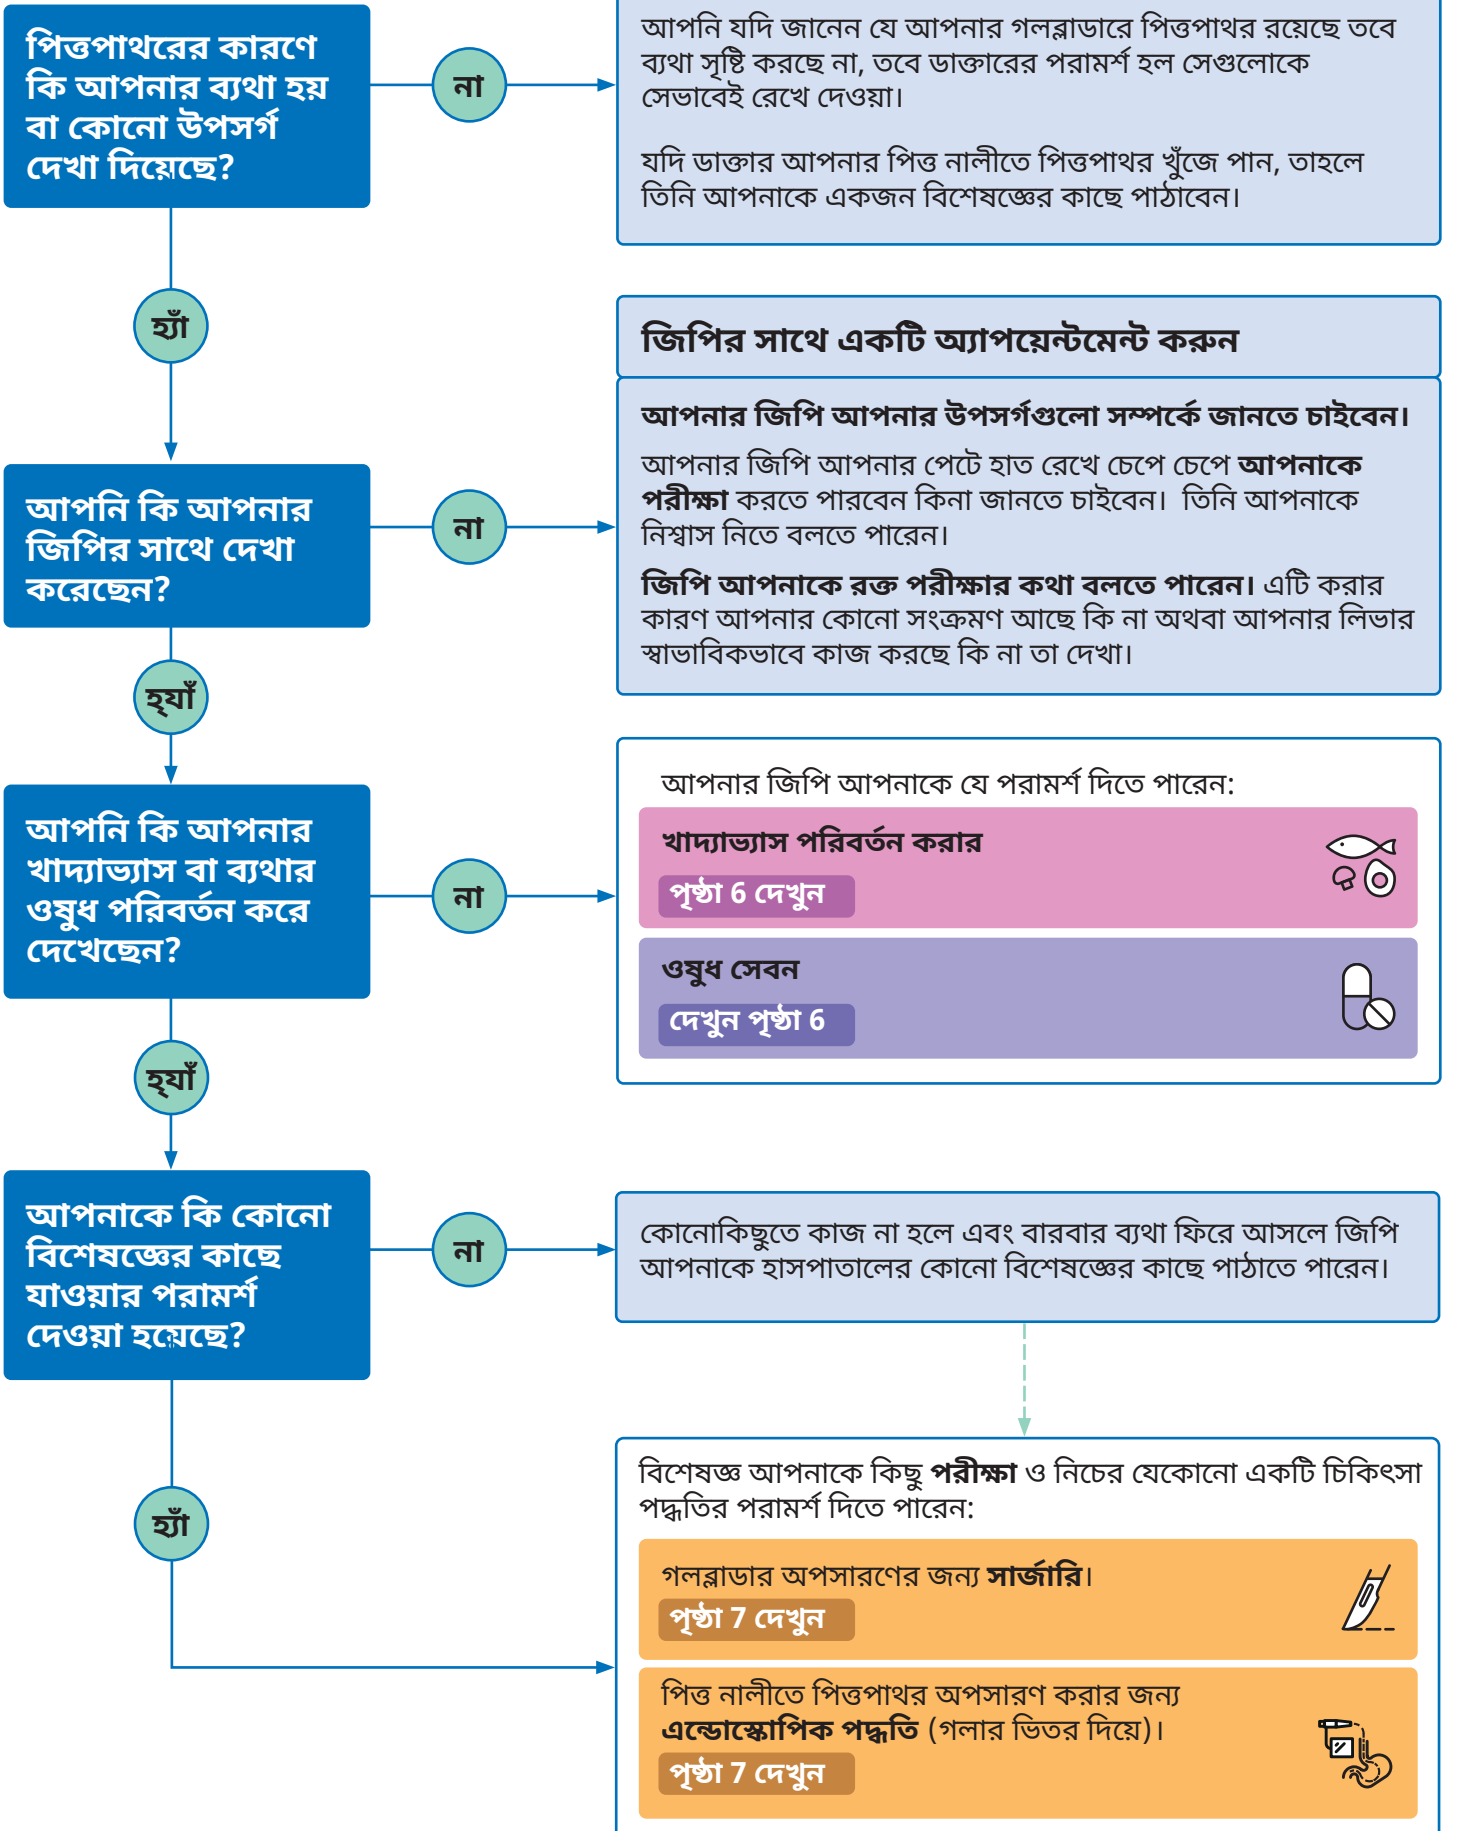 পিত্তপাথরের কারণে
কি আপনার ব্যথা হয়
বা কোনো উপসর্গ
দেখা দিয়েছে?
না
আপনি যদি জানেন যে আপনার গলব্লাডারে পিত্তপাথর রয়েছে তবে
ব্যথা সৃষ্টি করছে না, তবে ডাক্তারের পরামর্শ হল সেগুলোকে
সেভাবেই রেখে দেওয়া।
যদি ডাক্তার আপনার পিত্ত নালীতে পিত্তপাথর খুঁজে পান, তাহলে
তিনি আপনাকে একজন বিশেষজ্ঞের কাছে পাঠাবেন।
হ্যাঁ
আপনি কি আপনার
জিপির সাথে দেখা
করেছেন?
না
জিপির সাথে একটি অ্যাপয়েন্টমেন্ট করুন
আপনার জিপি আপনার উপসর্গগুলো সম্পর্কে জানতে চাইবেন।
আপনার জিপি আপনার পেটে হাত রেখে চেপে চেপে আপনাকে
পরীক্ষা করতে পারবেন কিনা জানতে চাইবেন। তিনি আপনাকে
নিশ্বাস নিতে বলতে পারেন।
জিপি আপনাকে রক্ত পরীক্ষার কথা বলতে পারেন। এটি করার
কারণ আপনার কোনো সংক্রমণ আছে কি না অথবা আপনার লিভার
স্বাভাবিকভাবে কাজ করছে কি না তা দেখা।
হ্যাঁ
আপনি কি আপনার
খাদ্যাভ্যাস বা ব্যথার
ওষুধ পরিবর্তন করে
দেখেছেন?
না
আপনার জিপি আপনাকে যে পরামর্শ দিতে পারেন:
খাদ্যাভ্যাস পরিবর্তন করার
পৃষ্ঠা 6 দেখুন
ওষুধ সেবন
দেখুন পৃষ্ঠা 6
হ্যাঁ
আপনাকে কি কোনো
বিশেষজ্ঞের কাছে
যাওয়ার পরামর্শ
দেওয়া হয়েছে?
না
কোনোকিছুতে কাজ না হলে এবং বারবার ব্যথা ফিরে আসলে জিপি
আপনাকে হাসপাতালের কোনো বিশেষজ্ঞের কাছে পাঠাতে পারেন।
হ্যাঁ
বিশেষজ্ঞ আপনাকে কিছু পরীক্ষা ও নিচের যেকোনো একটি চিকিৎসা
পদ্ধতির পরামর্শ দিতে পারেন:
গলব্লাডার অপসারণের জন্য সার্জারি।
পৃষ্ঠা 7 দেখুন
পিত্ত নালীতে পিত্তপাথর অপসারণ করার জন্য
এন্ডোস্কোপিক পদ্ধতি (গলার ভিতর দিয়ে)।
পৃষ্ঠা 7 দেখুন